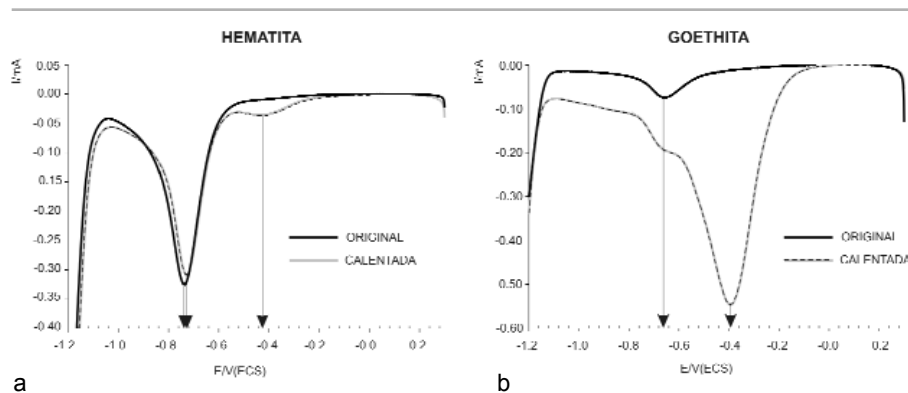 HEMATITA
I/mA
0.05
0.00
-0.05
-0.10
-0.15
-0.20
-0.25
-0.30
-0.35
-0.40
ORIGINAL
CALENTADA
-1.2 -1.0 -0.8 -0.6 -0.4 -0.2 0.0 0.2
E/V(ECS)
a
GOETHITA
I/mA
0.00
-0.10
-0.20
-0.30
-0.40
-0.50
-0.60
ORIGINAL
CALENTADA
-1.2 -1.0 -0.8 -0.6 -0.4 -0.2 -0.0 0.2
E/V(ECS)
b